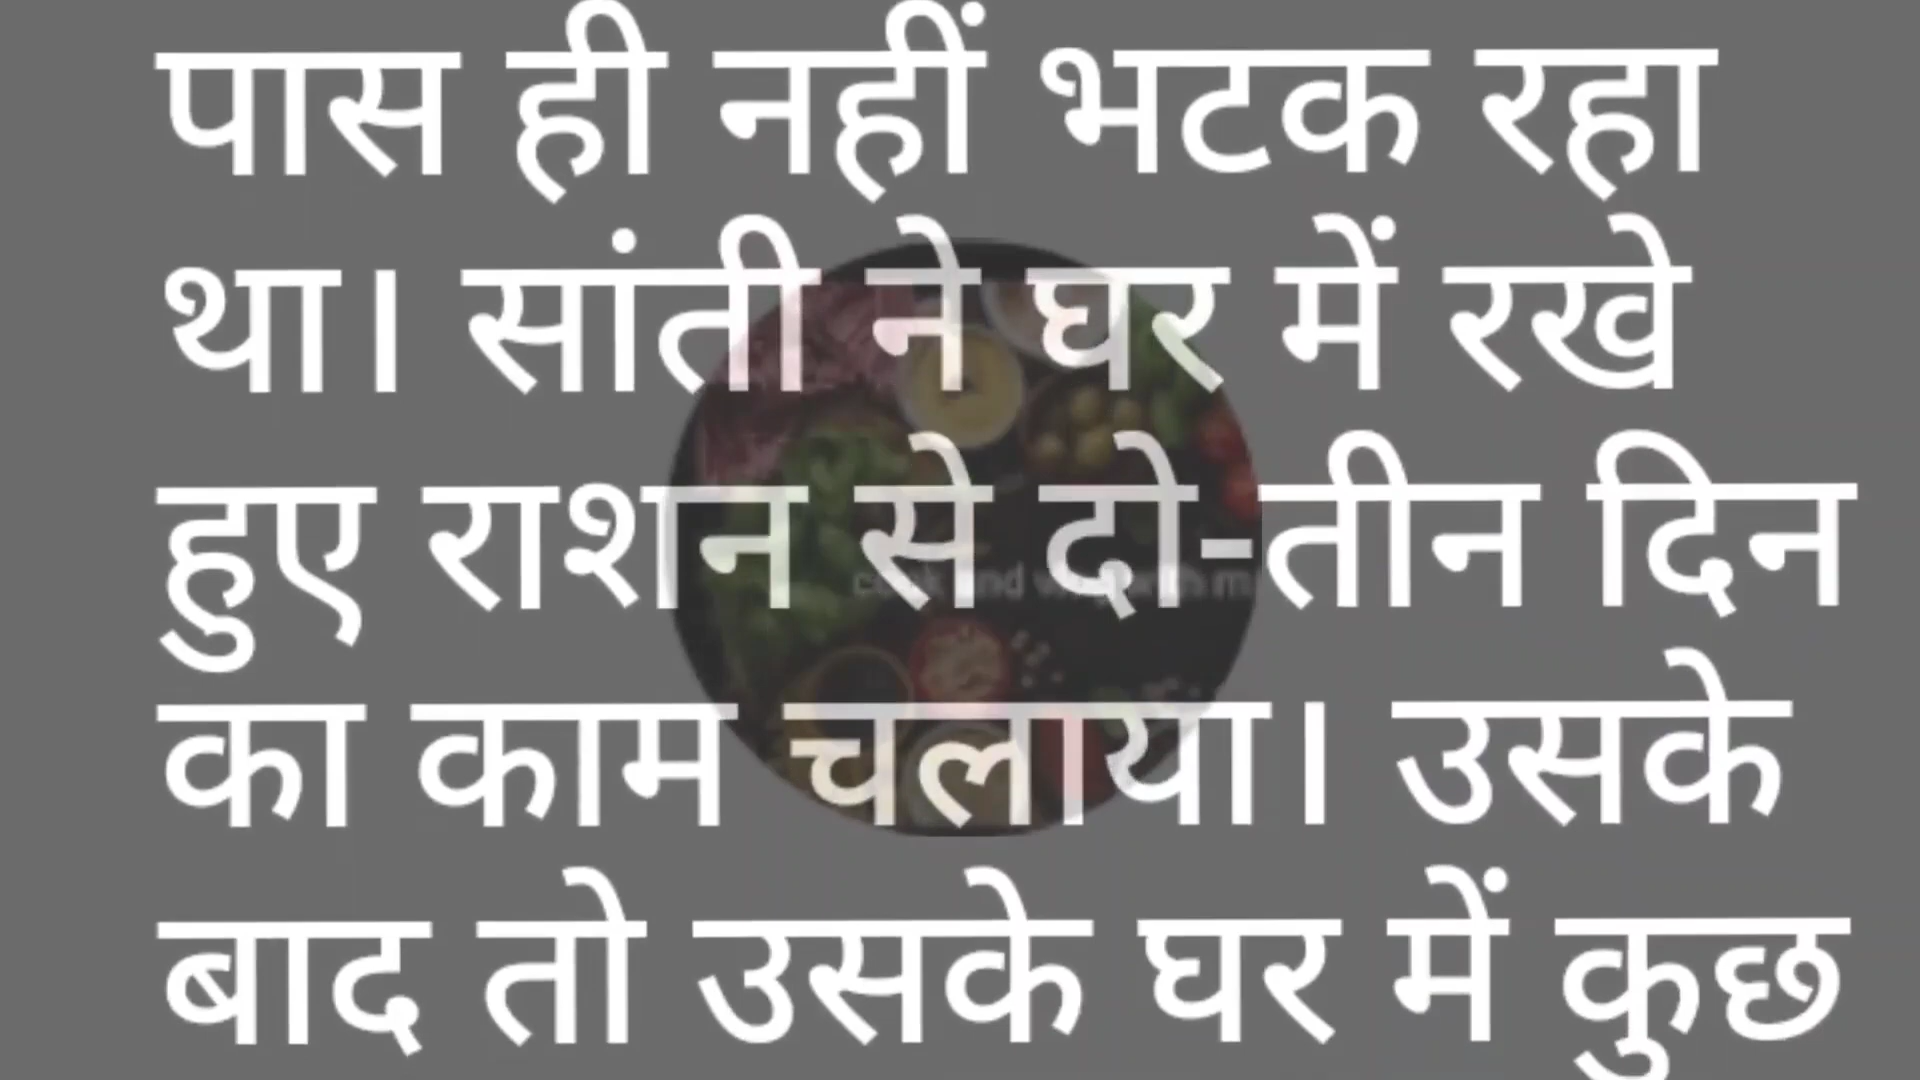 पास ही नहीं भटक रहा
था। सांती ने घर में रखे
हुए राशन से दो-तीन दिन
का काम चलाया। उसके
बाद तो उसके घर में कुछ